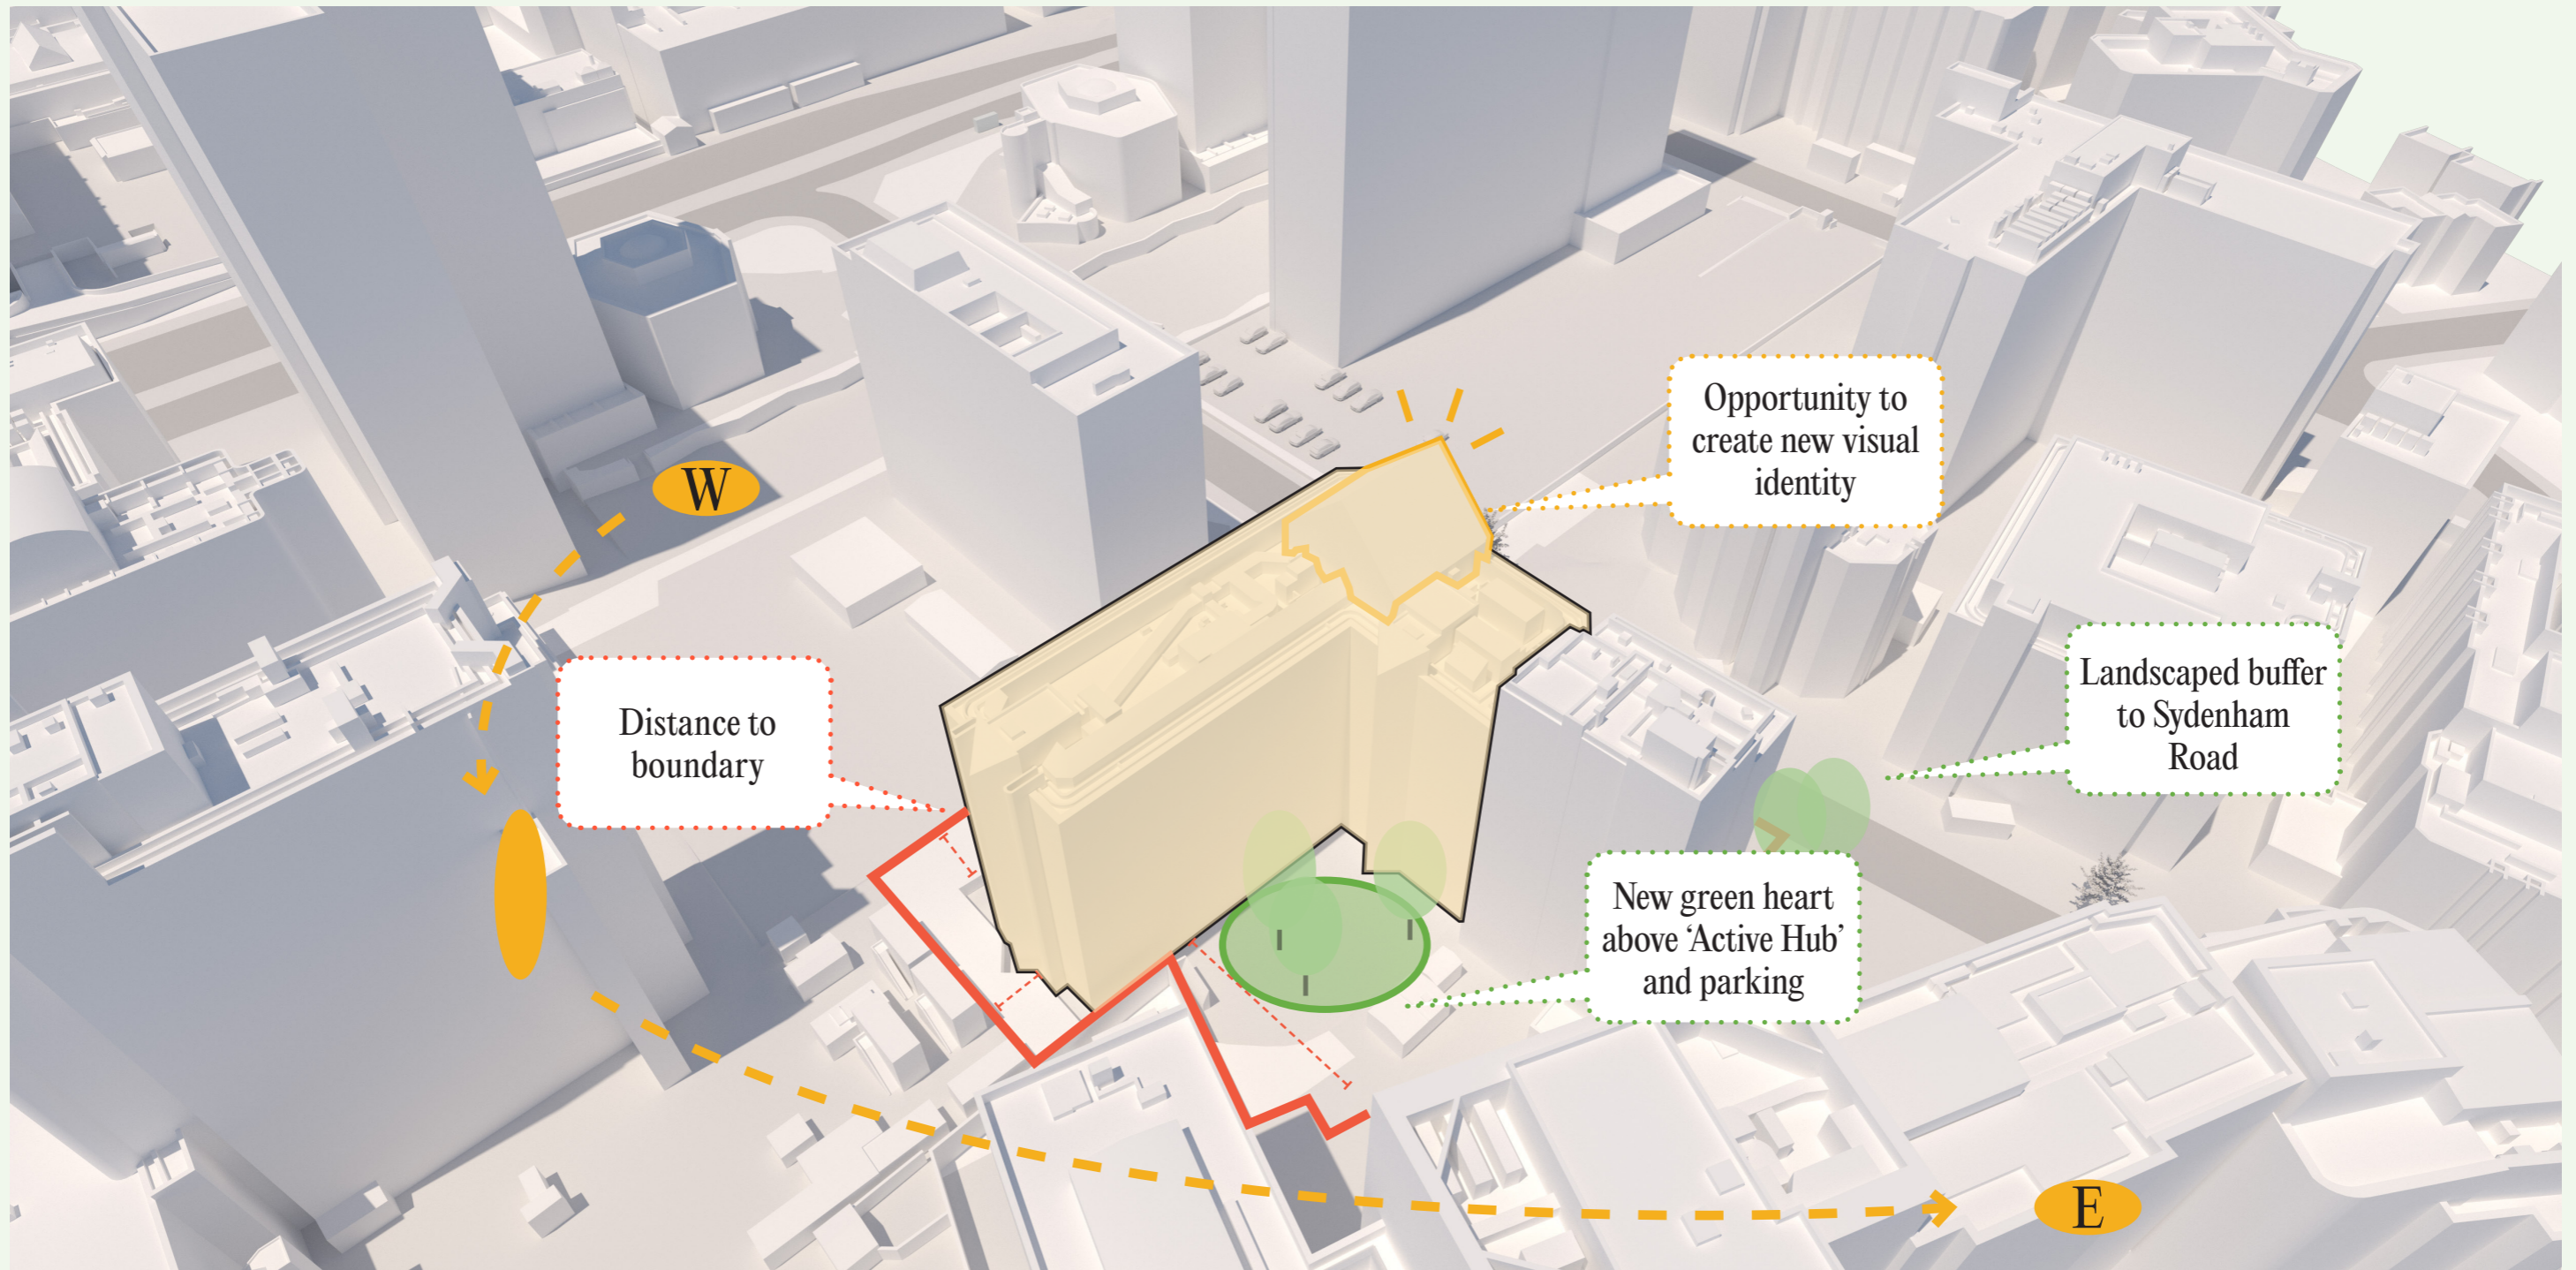 W
Opportunity to
create new visual
identity
Distance to
boundary
Landscaped buffer
to Sydenham
Road
New green heart
above ‘Active Hub’
and parking
E